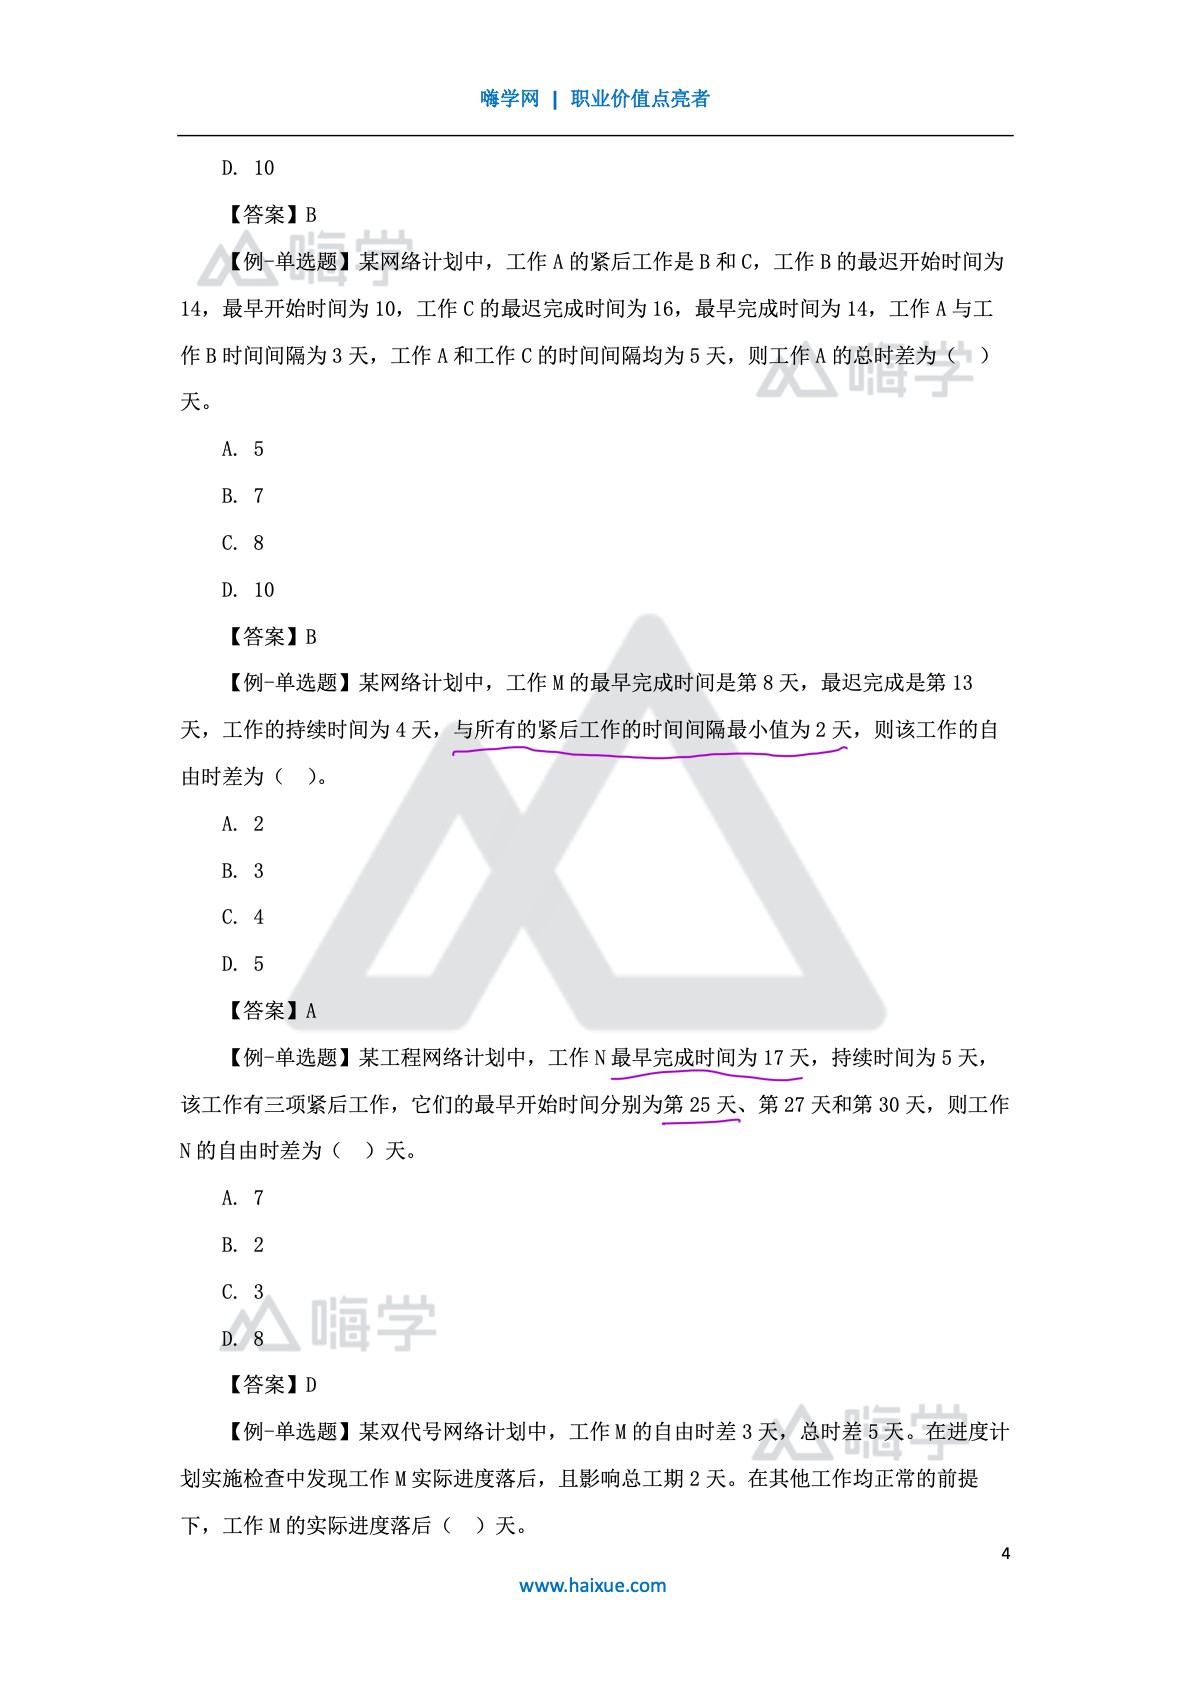 嗨学网 | 职业价值点亮者
D. 10
【答案】B
【例-单选题】某网络计划中，工作 A 的紧后工作是 B 和 C，工作 B 的最迟开始时间为
14，最早开始时间为 10，工作 C 的最迟完成时间为 16，最早完成时间为 14，工作 A 与工
作 B 时间间隔为 3 天，工作 A 和工作 C 的时间间隔均为 5 天，则工作 A 的总时差为（ ）
天。
A. 5
B. 7
C. 8
D. 10
【答案】B
【例-单选题】某网络计划中，工作 M 的最早完成时间是第 8 天，最迟完成是第 13
天，工作的持续时间为 4 天，与所有的紧后工作的时间间隔最小值为 2 天，则该工作的自
由时差为（ ）。
A. 2
B. 3
C. 4
D. 5
【答案】A
【例-单选题】某工程网络计划中，工作 N 最早完成时间为 17 天，持续时间为 5 天，
该工作有三项紧后工作，它们的最早开始时间分别为第 25 天、第 27 天和第 30 天，则工作
N 的自由时差为（ ）天。
A. 7
B. 2
C. 3
D. 8
【答案】D
【例-单选题】某双代号网络计划中，工作 M 的自由时差 3 天，总时差 5 天。在进度计
划实施检查中发现工作 M 实际进度落后，且影响总工期 2 天。在其他工作均正常的前提
下，工作 M 的实际进度落后（ ）天。
4
www.haixue.com
嗨学
嗨学
嗨学
嗨学